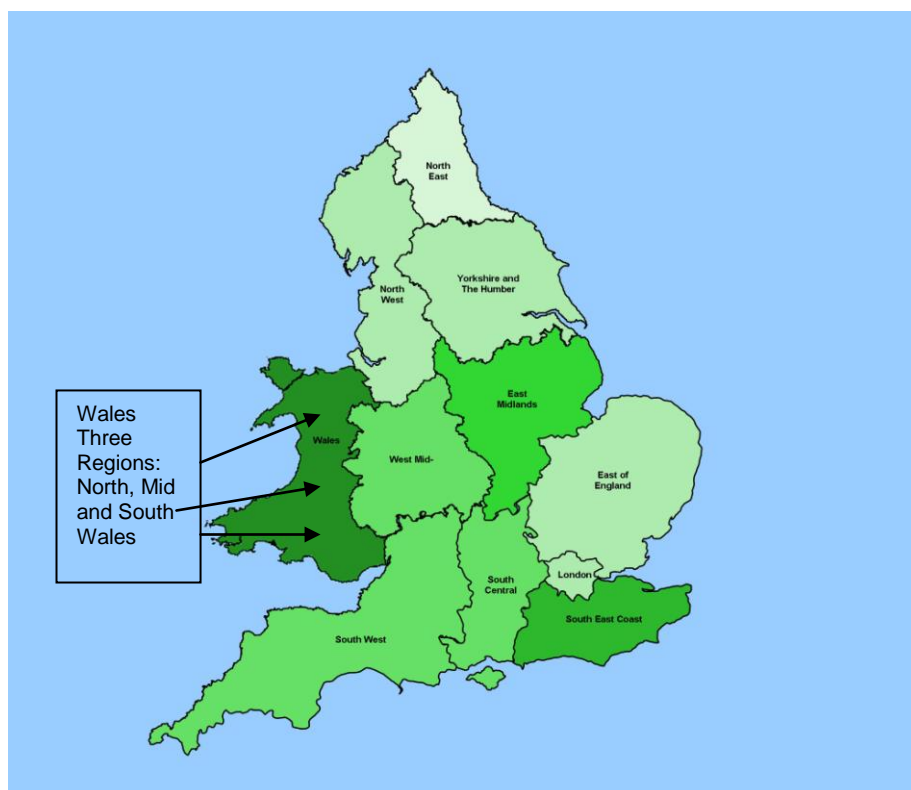 North
East
Yorkshire and
The Humber
North
West
East
Midlands
Wales
Three
Regions:
North, Mid
and South
Wales
Wales
West Mid-
East of
England
London
South
Central
South East Coast
South West